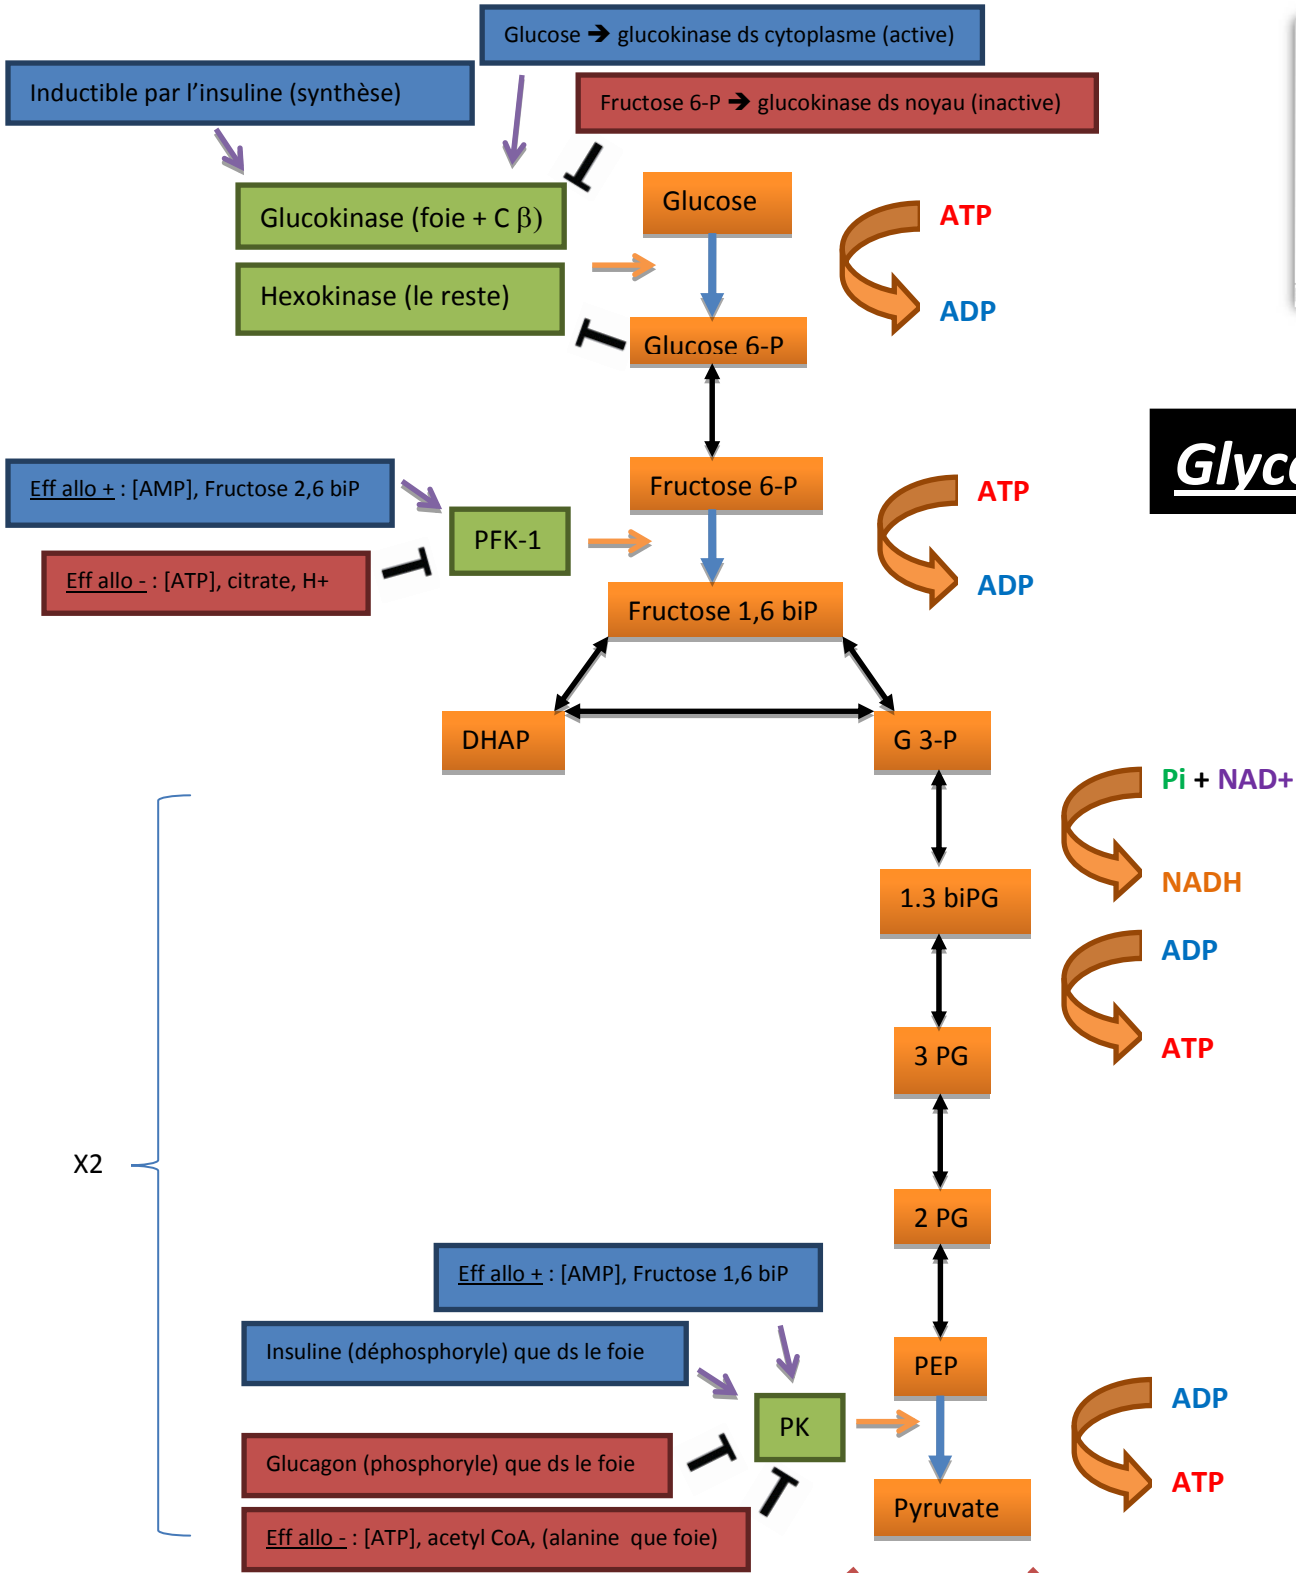 Glucose ➔ glucokinase ds cytoplasme (active)
Inductible par l'insuline (synthèse)
Fructose 6-P ➔ glucokinase ds noyau (inactive)
Glucokinase (foie + C β)
Glucose
ATP
Hexokinase (le reste)
ADP
Glucose 6-P
Glyc
Eff allo + : [AMP], Fructose 2,6 biP
Fructose 6-P
ATP
PFK-1
Eff allo - : [ATP], citrate, H+
ADP
Fructose 1,6 biP
DHAP
G 3-P
Pi + NAD+
NADH
1.3 biPG
ADP
3 PG
ATP
X2
2 PG
Eff allo + : [AMP], Fructose 1,6 biP
Insuline (déphosphoryle) que ds le foie
PEP
ADP
PK
Glucagon (phosphoryle) que ds le foie
ATP
Pyruvate
Eff allo - : [ATP], acetyl CoA, (alanine que foie)